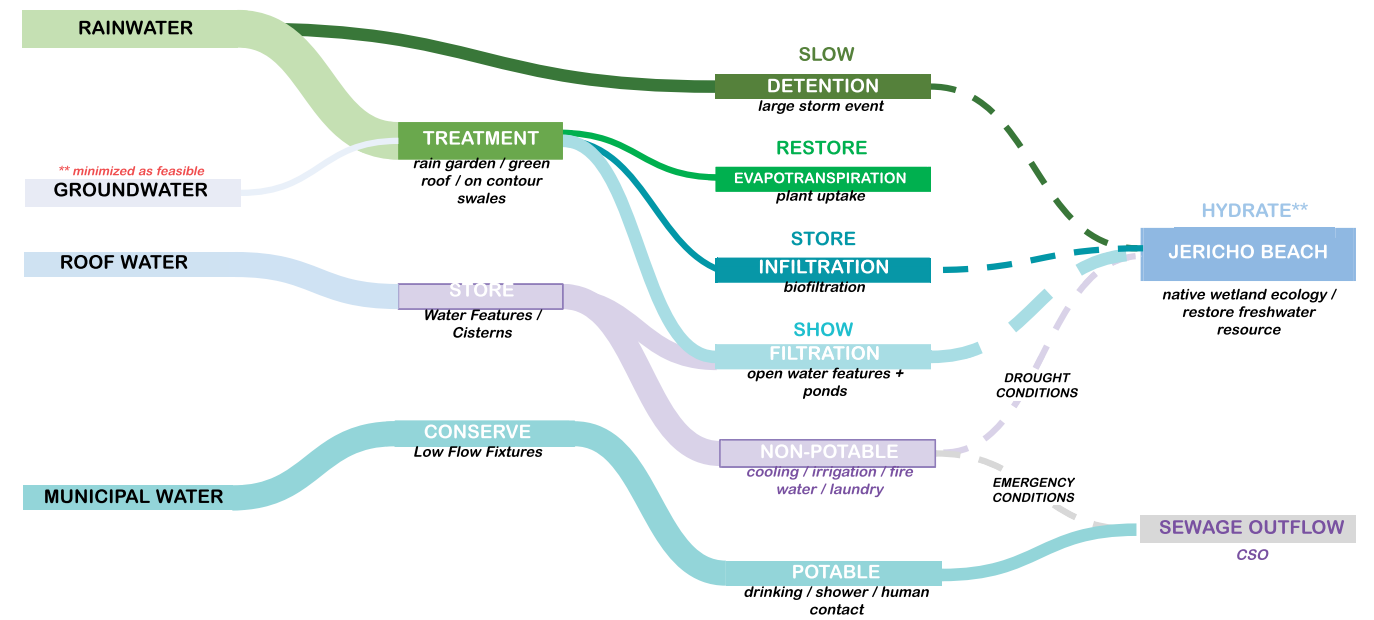 RAINWATER
** minimized as feasible
GROUNDWATER
ROOF WATER
MUNICIPAL WATER
TREATMENT
rain garden / green
roof / on contour
swales
STORE
Water Features /
Cisterns
CONSERVE
Low Flow Fixtures
SLOW
DETENTION
large storm event
RESTORE
EVAPOTRANSPIRATION
plant uptake
STORE
INFILTRATION
biofiltration
SHOW
FILTRATION
open water features +
ponds
NON-POTABLE
cooling / irrigation / fire
water / laundry
POTABLE
drinking / shower / human
contact
DROUGHT
CONDITIONS
EMERGENCY
CONDITIONS
HYDRATE**
JERICHO BEACH
native wetland ecology /
restore freshwater
resource
SEWAGE OUTFLOW
CSO